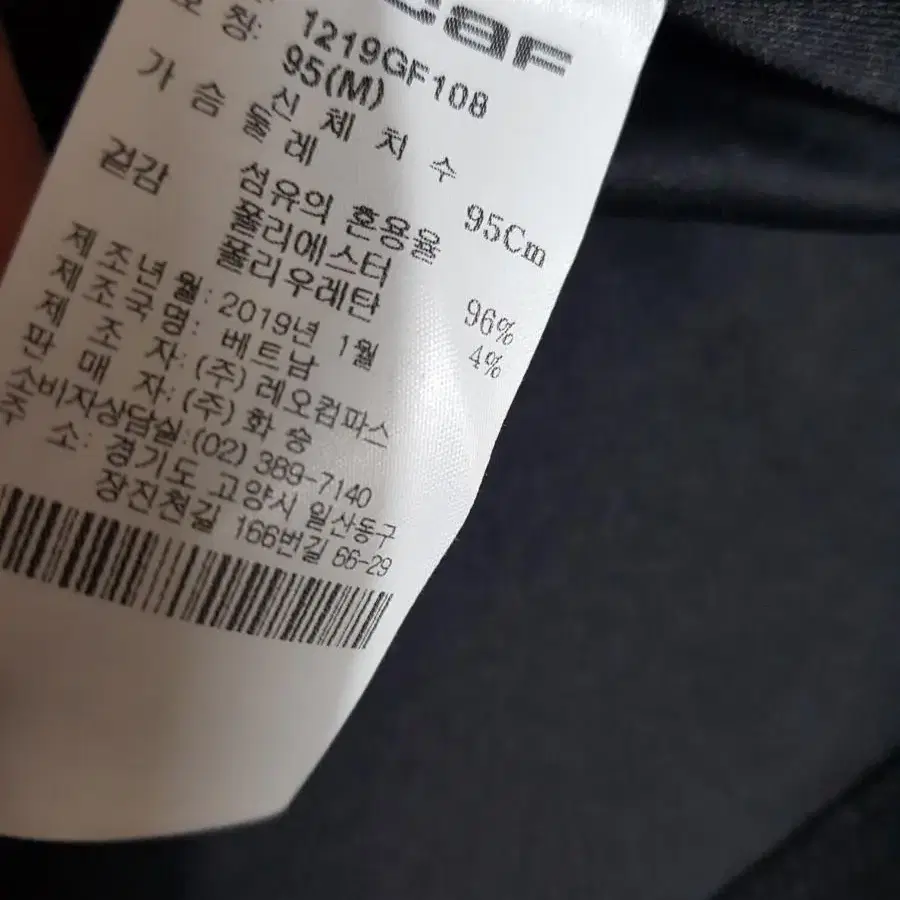 1219GF108
호 칭: 95(M)
신 체 치 수
가 슴 둘 레 95Cm
섬유의 혼용율
겉감 폴리에스터 96%
폴리우레탄 4%
제 조 년 월: 2019년 1월
제 조 국 명: 베트남
제 조 자: (주) 레오컴파스
판 매 자: (주) 화 승
소비자상담실:(02) 389-7140
주 소: 경기도 고양시 일산동구
장진천길 166번길 66-29